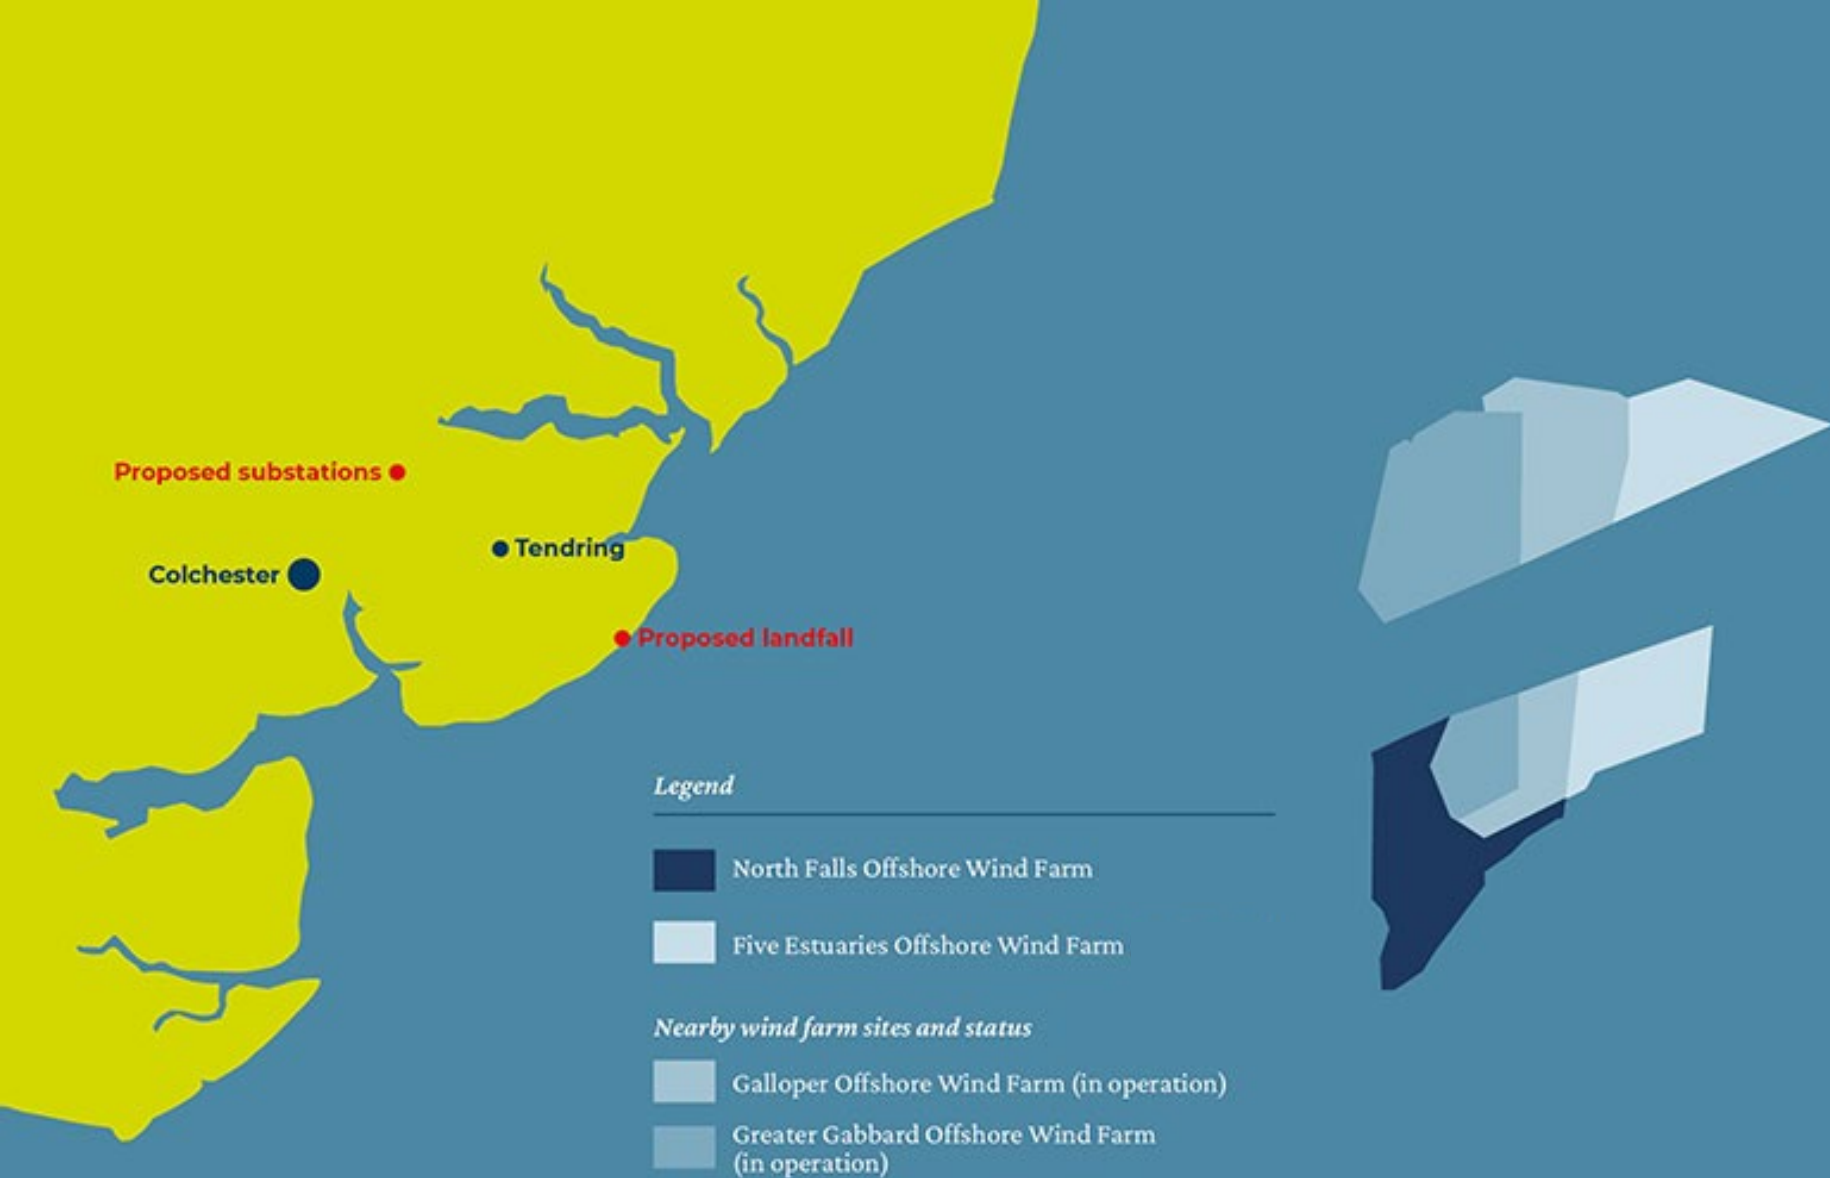 Proposed substations
Tendring
Colchester
Proposed landfall
Legend
North Falls Offshore Wind Farm
Five Estuaries Offshore Wind Farm
Nearby wind farm sites and status
Galloper Offshore Wind Farm (in operation)
Greater Gabbard Offshore Wind Farm
(in operation)